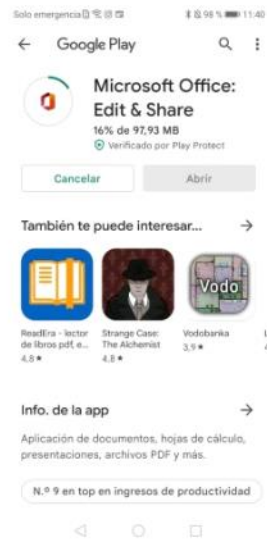 Solo emergencia
98 % 11:40
Google Play
Microsoft Office:
Edit & Share
16% de 97,93 MB
Verificado por Play Protect
Cancelar
Abrir
También te puede interesar...
Vodo
ReadEra - lector
de libros pdf, e...
4,8★
Strange Case:
The Alchemist
4,8★
Vodobanka
3,9★
Info. de la app
Aplicación de documentos, hojas de cálculo,
presentaciones, archivos PDF y más.
N.º 9 en top en ingresos de productividad